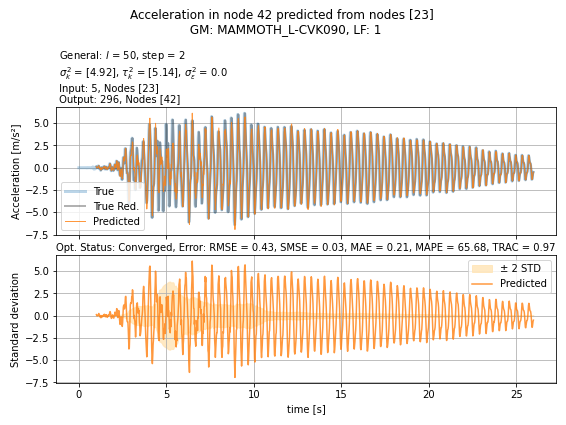 Acceleration in node 42 predicted from nodes [23]
GM: MAMMOTH_L-CVK090, LF: 1
General: l = 50, step = 2
σ²ₖ = [4.92], τ²ₖ = [5.14], σ²ₑ = 0.0
Input: 5, Nodes [23]
Output: 296, Nodes [42]
Acceleration [m/s²]
5.0
2.5
0.0
−2.5
−5.0
−7.5
True
True Red.
Predicted
Opt. Status: Converged, Error: RMSE = 0.43, SMSE = 0.03, MAE = 0.21, MAPE = 65.68, TRAC = 0.97
Standard deviation
5.0
2.5
0.0
−2.5
−5.0
−7.5
± 2 STD
Predicted
0 5 10 15 20 25
time [s]